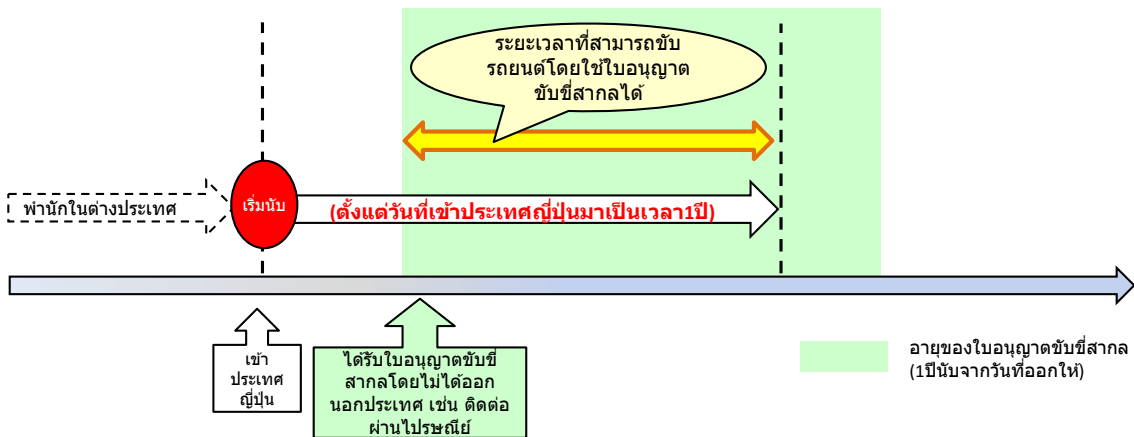 ระยะเวลาที่สามารถขับ
รถยนต์โดยใช้ใบอนุญาต
ขับขี่สากลได้
พำนักในต่างประเทศ
เริ่มนับ
(ตั้งแต่วันที่เข้าประเทศญี่ปุ่นมาเป็นเวลา1ปี)
เข้า
ประเทศ
ญี่ปุ่น
ได้รับใบอนุญาตขับขี่
สากลโดยไม่ได้ออก
นอกประเทศ เช่น ติดต่อ
ผ่านไปรษณีย์
อายุของใบอนุญาตขับขี่สากล
(1ปีนับจากวันที่ออกให้)